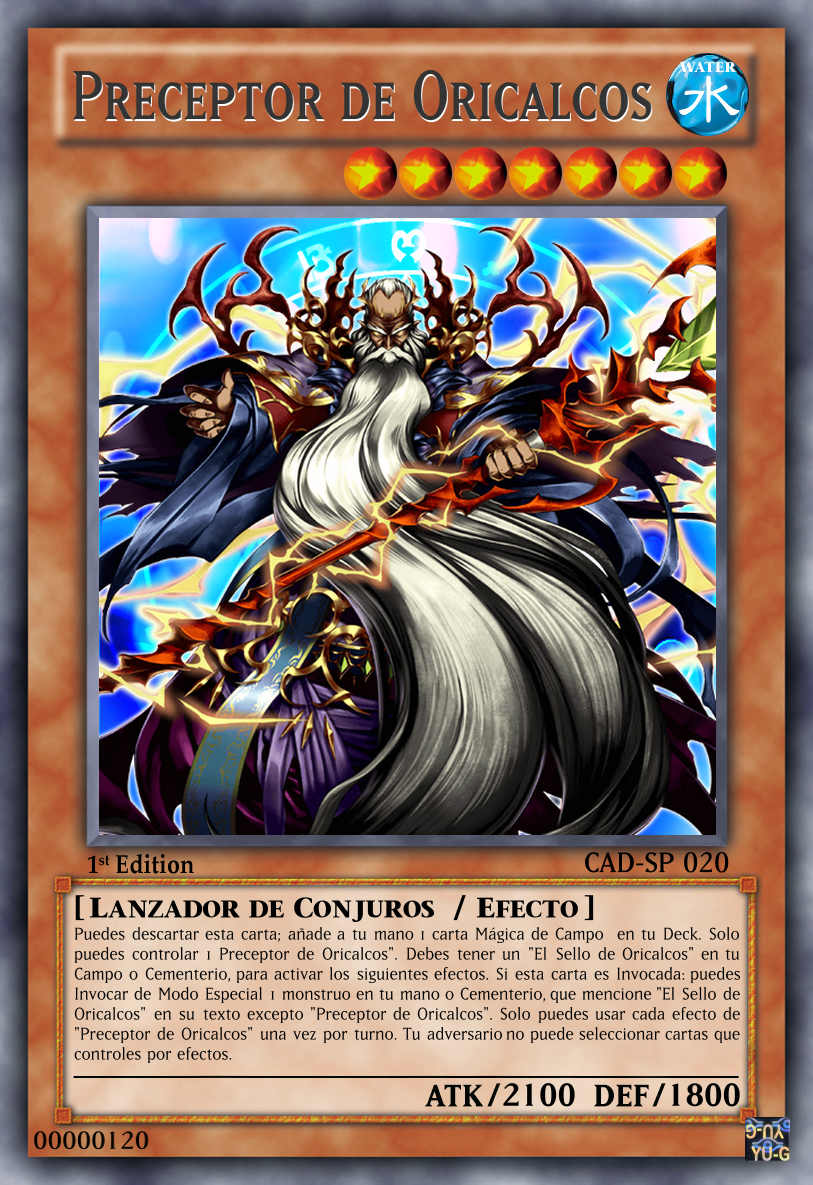 Preceptor de Oricalcos
WATER
水
1st Edition
CAD-SP 020
[ Lanzador de Conjuros / Efecto ]
Puedes descartar esta carta; añade a tu mano 1 carta Mágica de Campo en tu Deck. Solo
puedes controlar 1 Preceptor de Oricalcos". Debes tener un "El Sello de Oricalcos" en tu
Campo o Cementerio, para activar los siguientes efectos. Si esta carta es Invocada: puedes
Invocar de Modo Especial 1 monstruo en tu mano o Cementerio, que mencione "El Sello de
Oricalcos" en su texto excepto "Preceptor de Oricalcos". Solo puedes usar cada efecto de
"Preceptor de Oricalcos" una vez por turno. Tu adversario no puede seleccionar cartas que
controles por efectos.
ATK/2100 DEF/1800
00000120
YU-G
YU-G